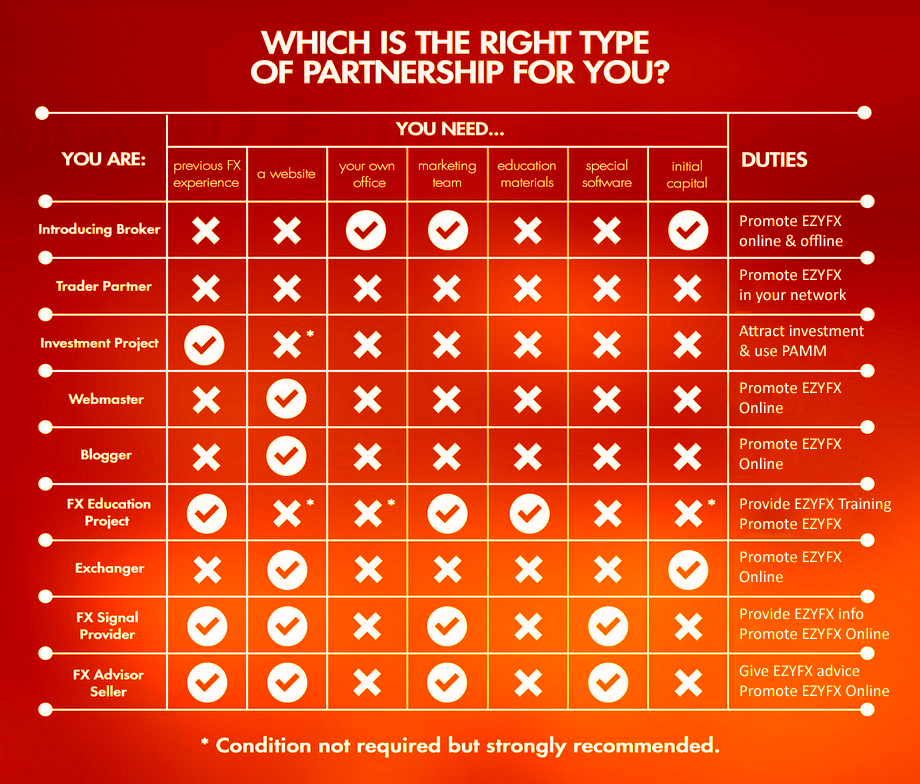 WHICH IS THE RIGHT TYPE
OF PARTNERSHIP FOR YOU?
YOU ARE:
YOU NEED...
DUTIES
previous FX
experience
a website
your own
office
marketing
team
education
materials
special
software
initial
capital
Introducing Broker
Promote EZYFX
online & offline
Trader Partner
Promote EZYFX
in your network
Investment Project
*
Attract investment
& use PAMM
Webmaster
Promote EZYFX
Online
Blogger
Promote EZYFX
Online
FX Education
Project
*
*
*
Provide EZYFX Training
Promote EZYFX
Exchanger
Promote EZYFX
Online
FX Signal
Provider
Provide EZYFX info
Promote EZYFX Online
FX Advisor
Seller
Give EZYFX advice
Promote EZYFX Online
* Condition not required but strongly recommended.